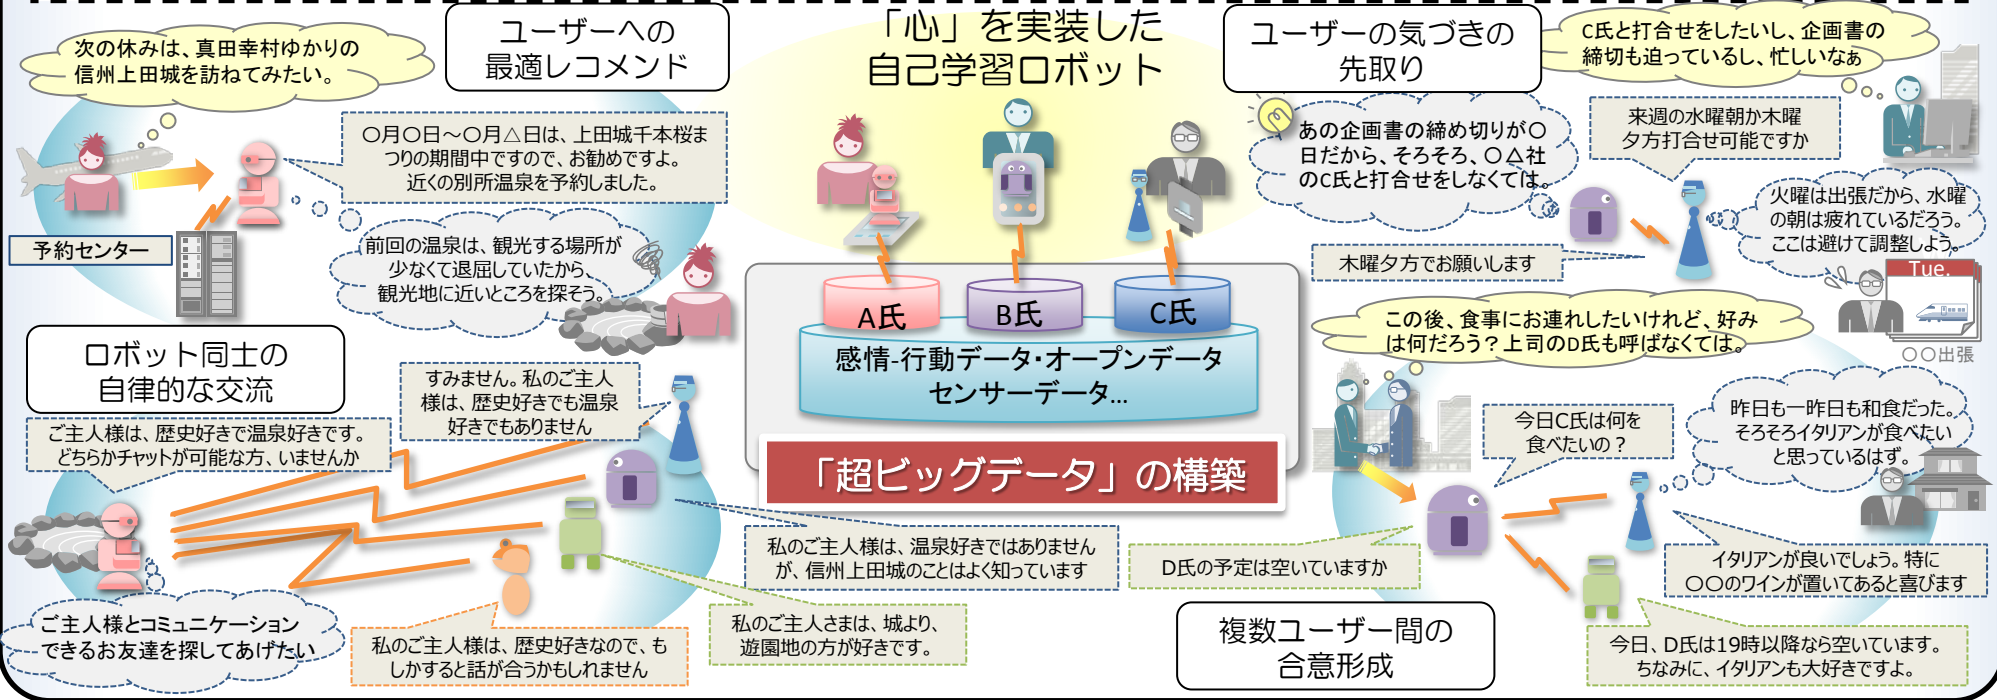 「心」を実装した
自己学習ロボット
ユーザーへの
最適レコメンド
次の休みは、真田幸村ゆかりの
信州上田城を訪ねてみたい。
〇月〇日～〇月△日は、上田城千本桜ま
つりの期間中ですので、お勧めですよ。
近くの別所温泉を予約しました。
予約センター
前回の温泉は、観光する場所が
少なくて退屈していたから、
観光地に近いところを探そう。
ユーザーの気づきの
先取り
C氏と打合せをしたいし、企画書の
締切も迫っているし、忙しいなぁ
あの企画書の締め切りが〇
日だから、そろそろ、〇△社
のC氏と打合せをしなくては。
来週の水曜朝か木曜
夕方打合せ可能ですか
火曜は出張だから、水曜
の朝は疲れているだろう。
ここは避けて調整しよう。
木曜夕方でお願いします
Tue.
〇〇出張
A氏
B氏
C氏
感情-行動データ・オープンデータ
センサーデータ...
「超ビッグデータ」の構築
ロボット同士の
自律的な交流
ご主人様は、歴史好きで温泉好きです。
どちらかチャットが可能な方、いませんか
すみません。私のご主人
様は、歴史好きでも温泉
好きでもありません
私のご主人様は、温泉好きではありません
が、信州上田城のことはよく知っています
私のご主人さまは、城より、
遊園地の方が好きです。
私のご主人様は、歴史好きなので、も
しかすると話が合うかもしれません
ご主人様とコミュニケーション
できるお友達を探してあげたい
複数ユーザー間の
合意形成
この後、食事にお連れしたいけれど、好み
は何だろう？上司のD氏も呼ばなくては。
今日C氏は何を
食べたいの？
昨日も一昨日も和食だった。
そろそろイタリアンが食べたい
と思っているはず。
イタリアンが良いでしょう。特に
〇〇のワインが置いてあると喜びます
D氏の予定は空いていますか
今日、D氏は19時以降なら空いています。
ちなみに、イタリアンも大好きですよ。